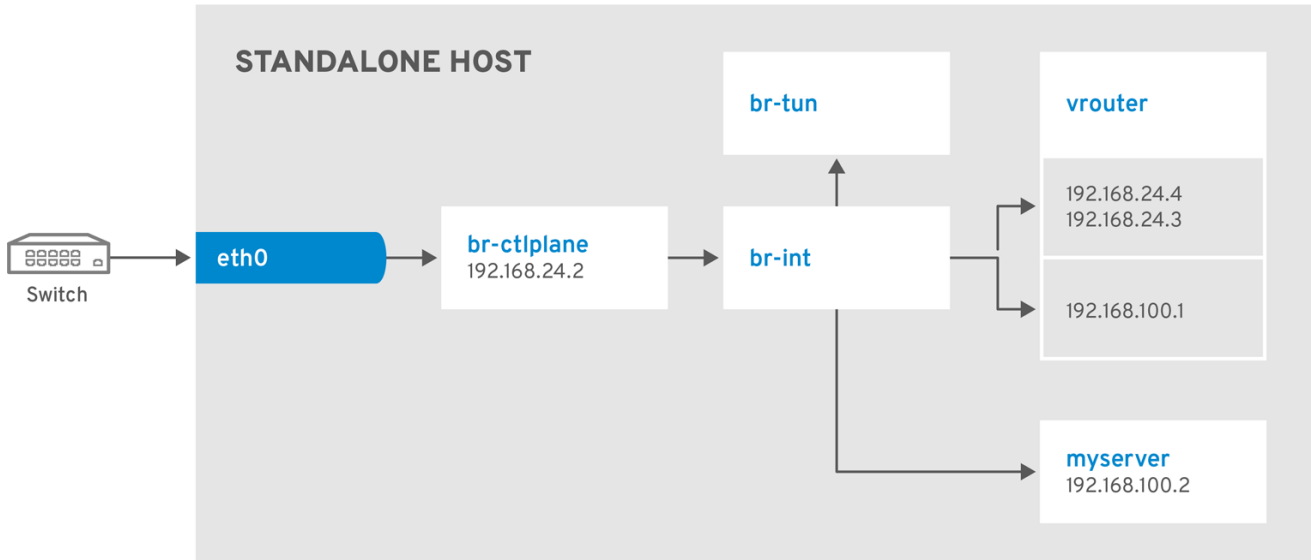 STANDALONE HOST
Switch
eth0
br-ctlplane
192.168.24.2
br-tun
br-int
vrouter
192.168.24.4
192.168.24.3
192.168.100.1
myserver
192.168.100.2